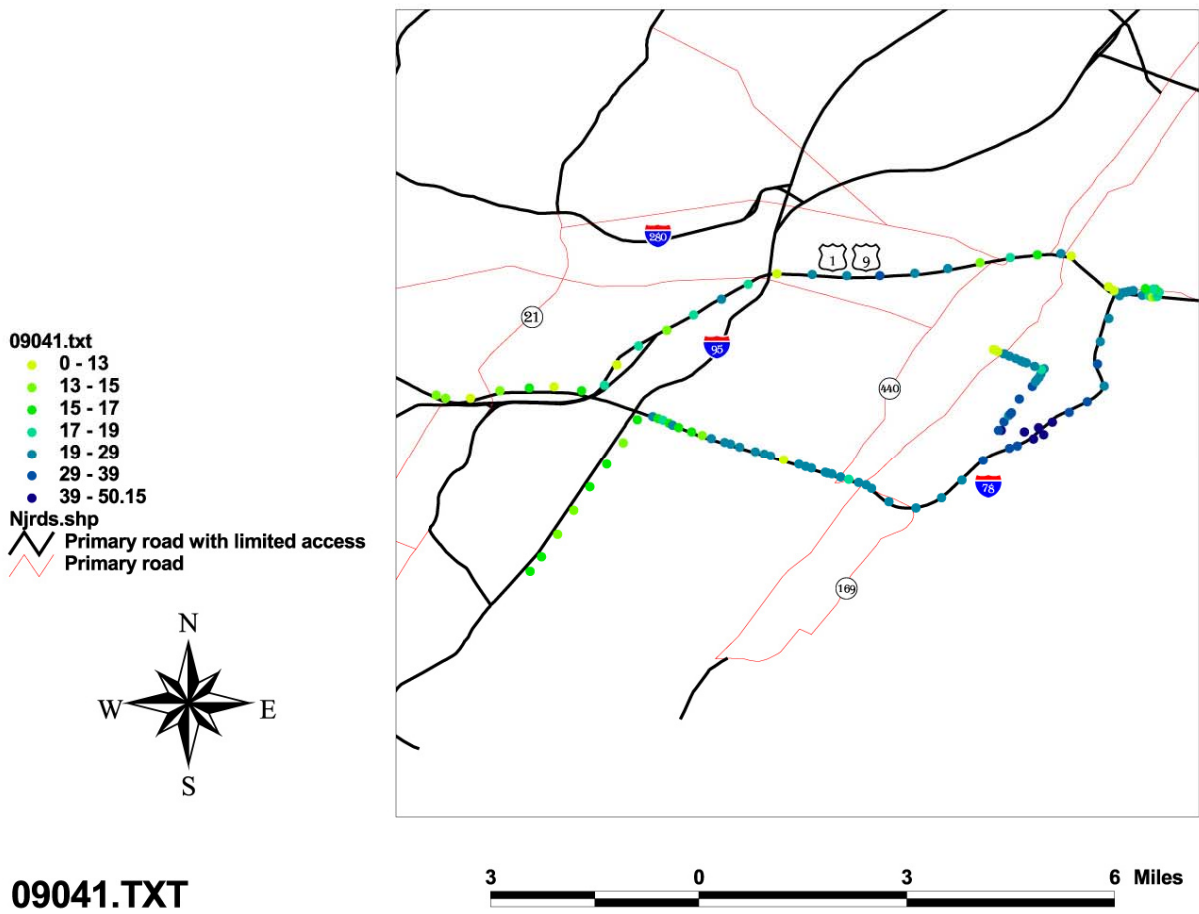 280
1
9
21
95
440
78
169
09041.txt
0 - 13
13 - 15
15 - 17
17 - 19
19 - 29
29 - 39
39 - 50.15
Njrds.shp
Primary road with limited access
Primary road
N
W E
S
09041.TXT
3 0 3 6 Miles